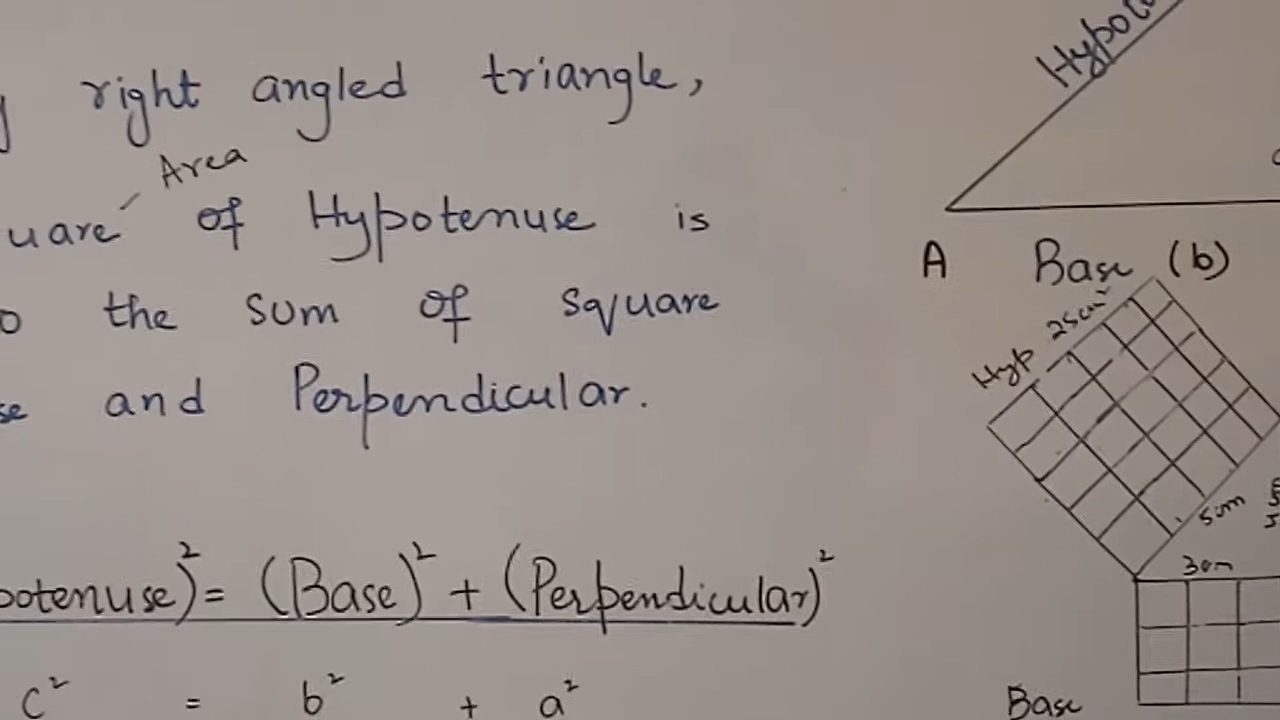 right angled triangle,
Area
uare of Hypotenuse is
the sum of square
se and Perpendicular.
potenuse)² = (Base)² + (Perpendicular)²
c² = b² + a²
Hypo
A Base (b)
Hyp 25cm²
5cm
3cm
Base